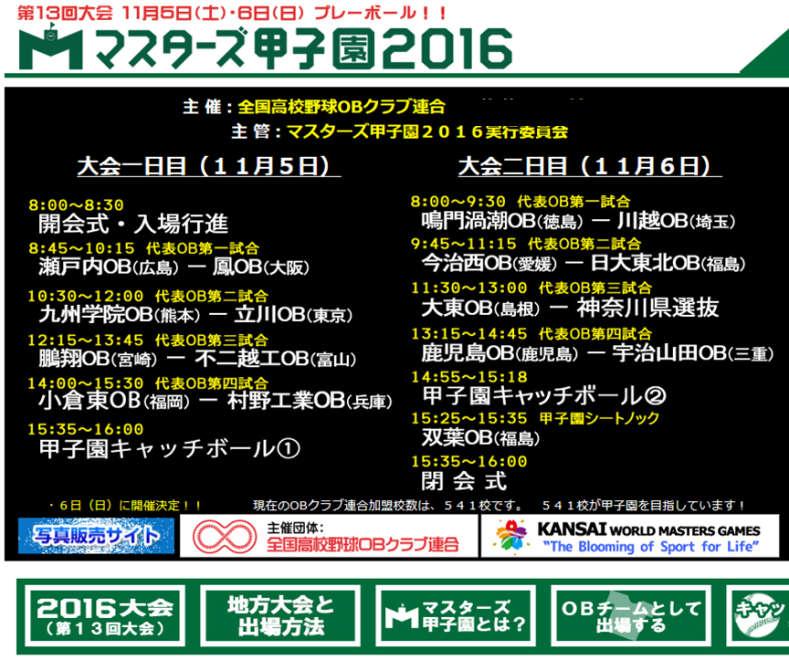 第13回大会 11月5日(土)・6日(日) プレーボール！！
マスターズ甲子園2016
主 催：全国高校野球OBクラブ連合
主 管：マスターズ甲子園２０１６実行委員会
大会一日目（１１月５日）
8:00～8:30
開会式・入場行進
8:45～10:15 代表OB第一試合
瀬戸内OB(広島) ー 鳳OB(大阪)
10:30～12:00 代表OB第二試合
九州学院OB(熊本) ー 立川OB(東京)
12:15～13:45 代表OB第三試合
鵬翔OB(宮崎) ー 不二越工OB(富山)
14:00～15:30 代表OB第四試合
小倉東OB(福岡) ー 村野工業OB(兵庫)
15:35～16:00
甲子園キャッチボール①
大会二日目（１１月６日）
8:00～9:30 代表OB第一試合
鳴門渦潮OB(徳島) ー 川越OB(埼玉)
9:45～11:15 代表OB第二試合
今治西OB(愛媛) ー 日大東北OB(福島)
11:30～13:00 代表OB第三試合
大東OB(島根) ー 神奈川県選抜
13:15～14:45 代表OB第四試合
鹿児島OB(鹿児島) ー 宇治山田OB(三重)
14:55～15:18
甲子園キャッチボール②
15:25～15:35 甲子園シートノック
双葉OB(福島)
15:35～16:00
閉 会 式
・６日（日）に開催決定！！ 現在のOBクラブ連合加盟校数は、５４１校です。 ５４１校が甲子園を目指しています！
写真販売サイト
主催団体:
全国高校野球OBクラブ連合
KANSAI WORLD MASTERS GAMES
"The Blooming of Sport for Life"
2016大会
（第１３回大会）
地方大会と
出場方法
マスターズ
甲子園とは？
ＯＢチームとして
出場する
キャッ